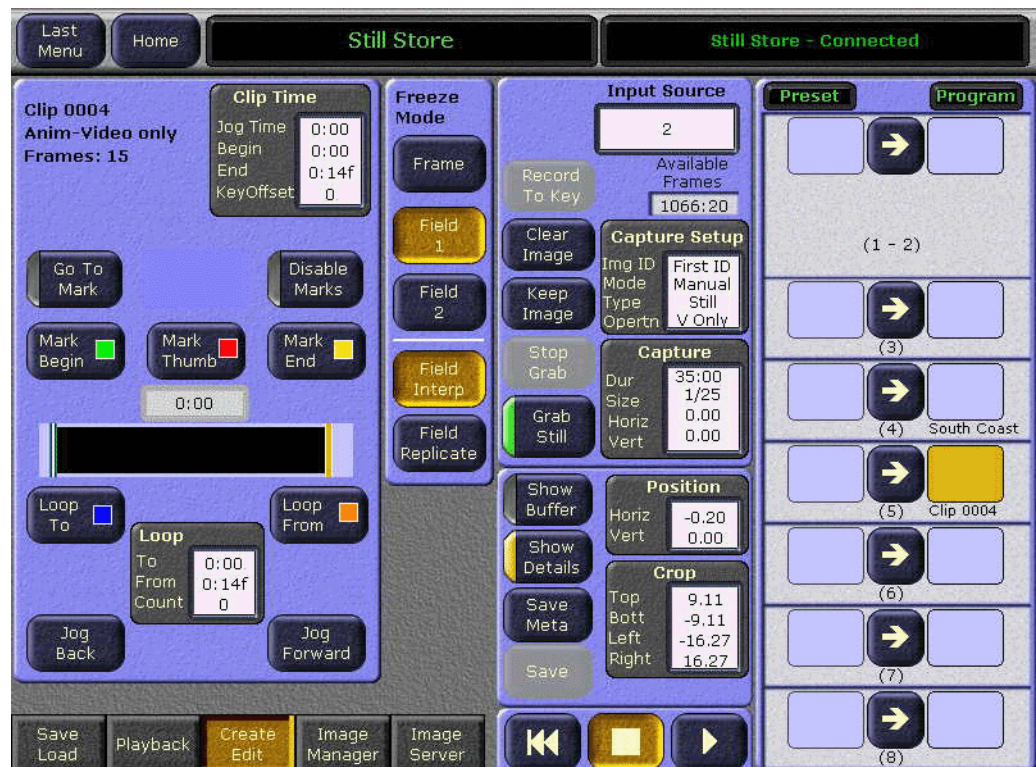 Last
Menu
Home
Still Store
Still Store - Connected
Clip 0004
Anim-Video only
Frames: 15
Clip Time
Jog Time 0:00
Begin 0:00
End 0:14f
KeyOffset 0
Go To
Mark
Disable
Marks
Mark
Begin
Mark
Thumb
Mark
End
0:00
Loop
To
Loop
From
Loop
To 0:00
From 0:14f
Count 0
Jog
Back
Jog
Forward
Freeze
Mode
Frame
Field
1
Field
2
Field
Interp
Field
Replicate
Input Source
2
Record
To Key
Available
Frames
1066:20
Clear
Image
Keep
Image
Capture Setup
Img ID First ID
Mode Manual
Type Still
Opertn V Only
Stop
Grab
Grab
Still
Capture
Dur 35:00
Size 1/25
Horiz 0.00
Vert 0.00
Show
Buffer
Show
Details
Save
Meta
Save
Position
Horiz -0.20
Vert 0.00
Crop
Top 9.11
Bott -9.11
Left -16.27
Right 16.27
Preset
Program
(1 - 2)
(3)
(4) South Coast
(5) Clip 0004
(6)
(7)
(8)
Save
Load
Playback
Create
Edit
Image
Manager
Image
Server